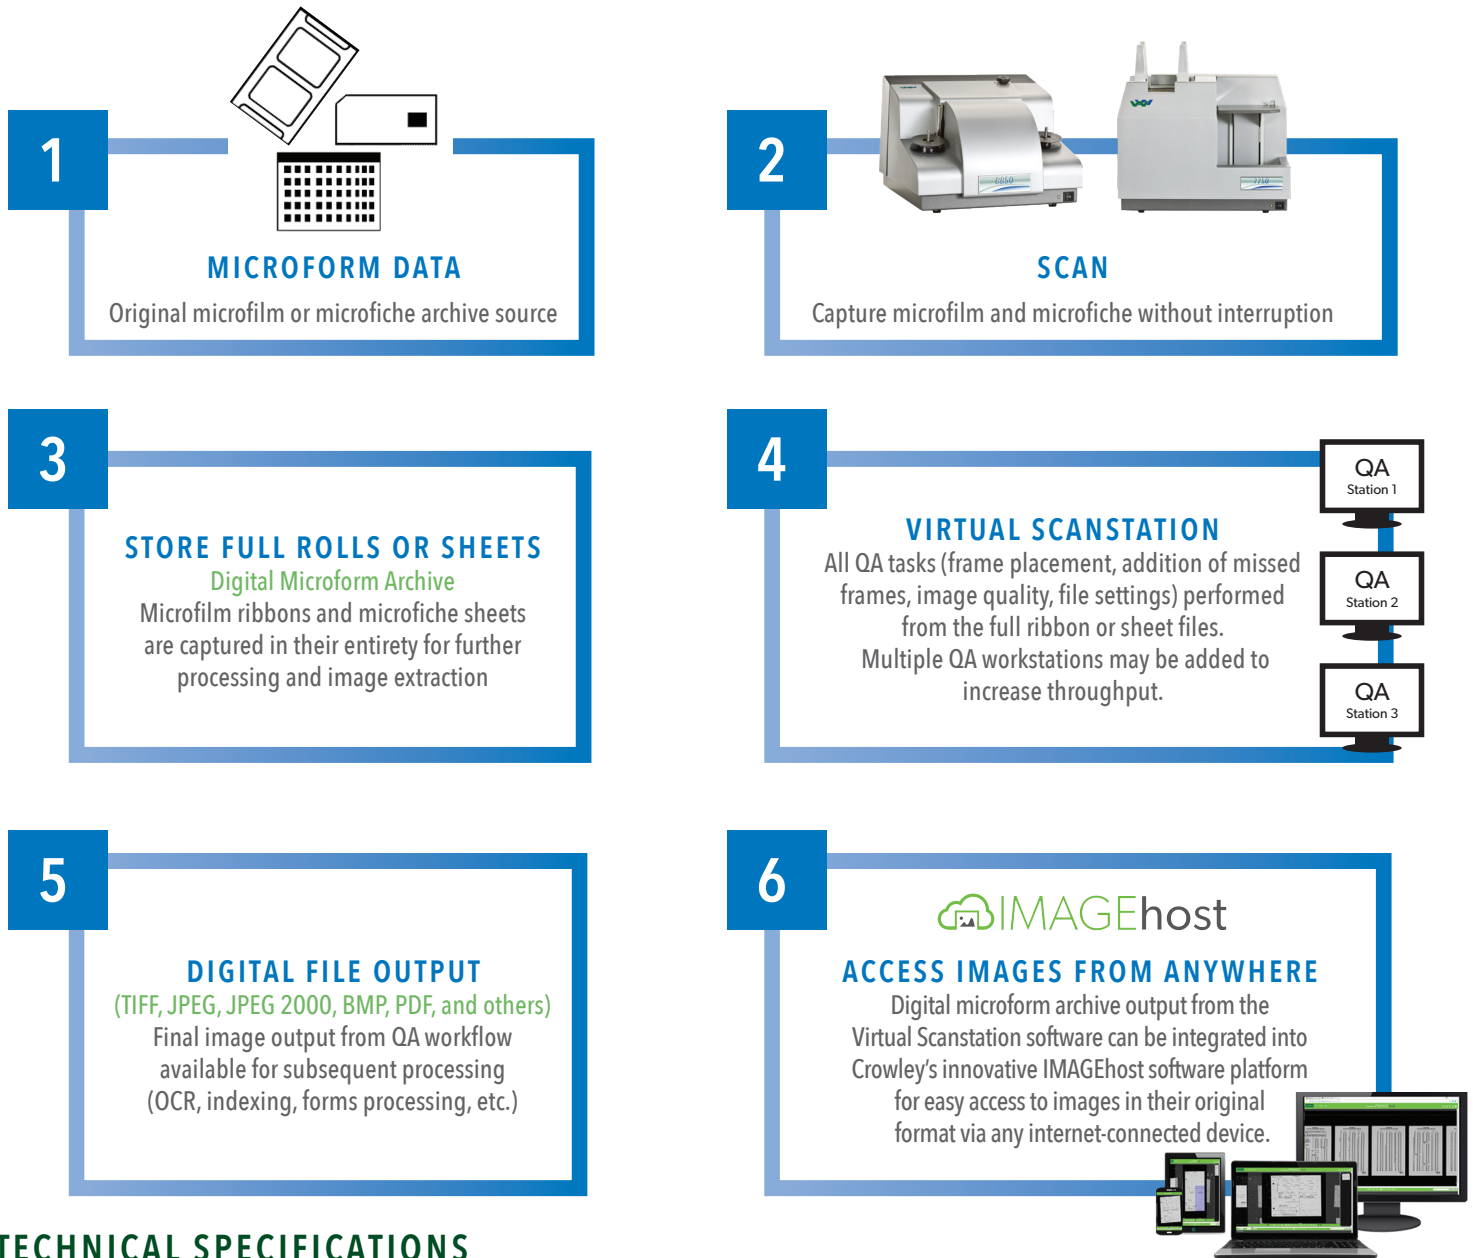 1
MICROFORM DATA
Original microfilm or microfiche archive source
2
6850
7750
SCAN
Capture microfilm and microfiche without interruption
3
STORE FULL ROLLS OR SHEETS
Digital Microform Archive
Microfilm ribbons and microfiche sheets
are captured in their entirety for further
processing and image extraction
4
VIRTUAL SCANSTATION
All QA tasks (frame placement, addition of missed
frames, image quality, file settings) performed
from the full ribbon or sheet files.
Multiple QA workstations may be added to
increase throughput.
QA
Station 1
QA
Station 2
QA
Station 3
5
DIGITAL FILE OUTPUT
(TIFF, JPEG, JPEG 2000, BMP, PDF, and others)
Final image output from QA workflow
available for subsequent processing
(OCR, indexing, forms processing, etc.)
6
IMAGEhost
ACCESS IMAGES FROM ANYWHERE
Digital microform archive output from the
Virtual Scanstation software can be integrated into
Crowley's innovative IMAGEhost software platform
for easy access to images in their original
format via any internet-connected device.
TECHNICAL SPECIFICATIONS